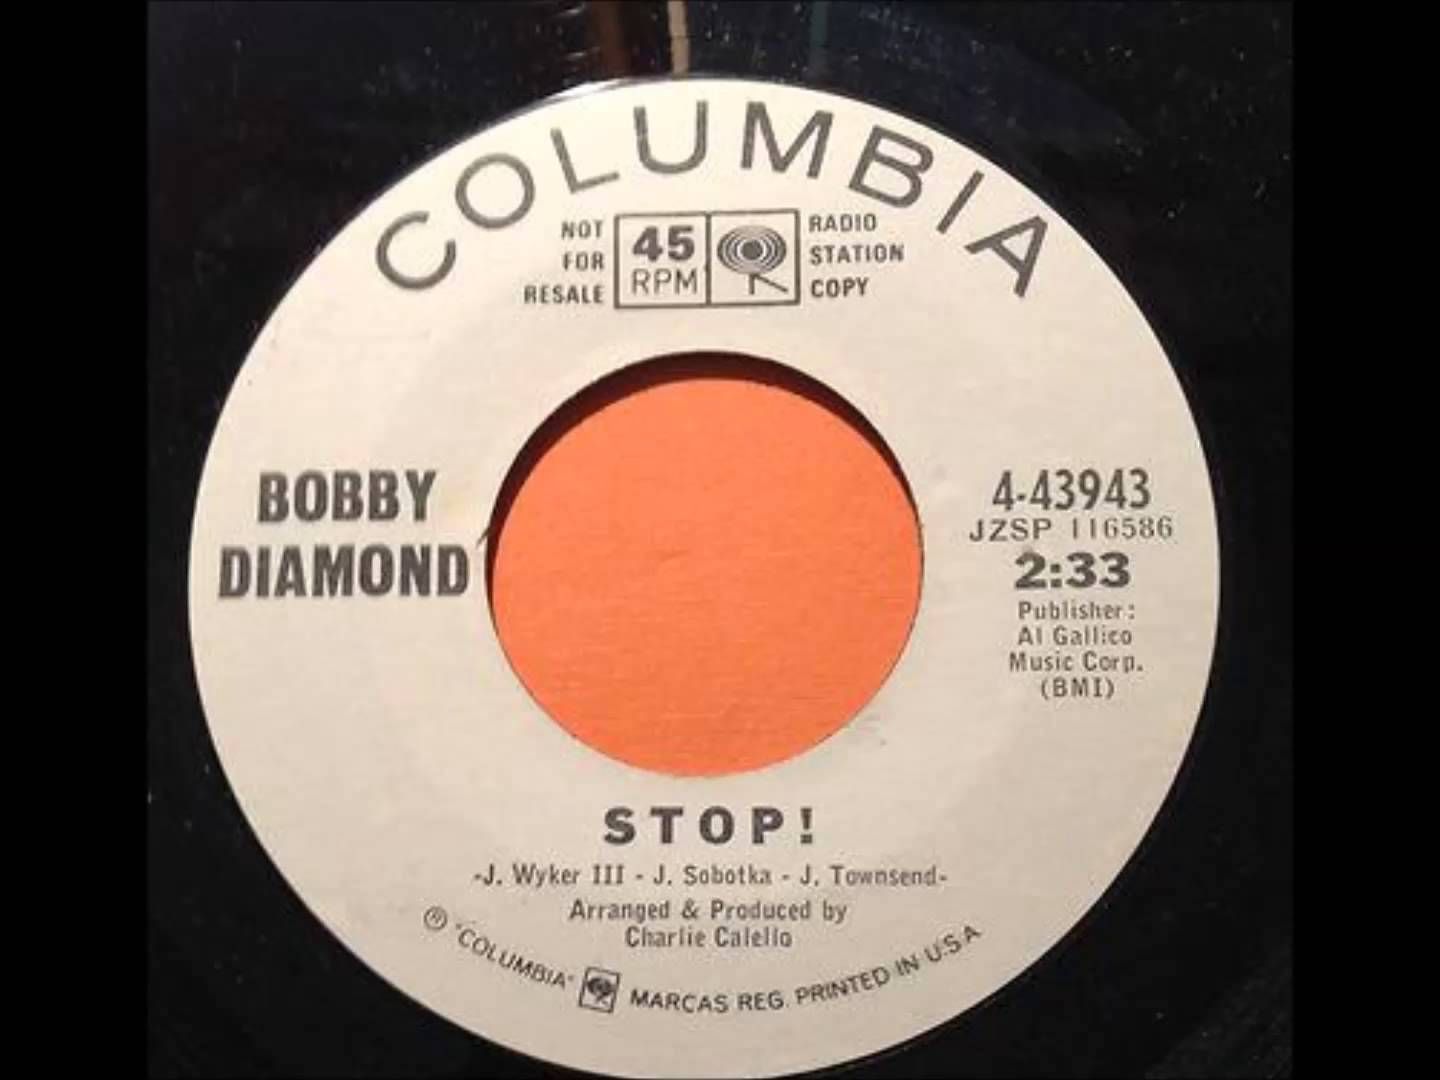 COLUMBIA
NOT
FOR
RESALE
45
RPM
RADIO
STATION
COPY
BOBBY
DIAMOND
4-43943
JZSP 116586
2:33
Publisher:
Al Gallico
Music Corp.
(BMI)
STOP!
-J. Wyker III - J. Sobotka - J. Townsend-
Arranged & Produced by
Charlie Calello
Ⓡ "COLUMBIA" MARCAS REG. PRINTED IN U.S.A